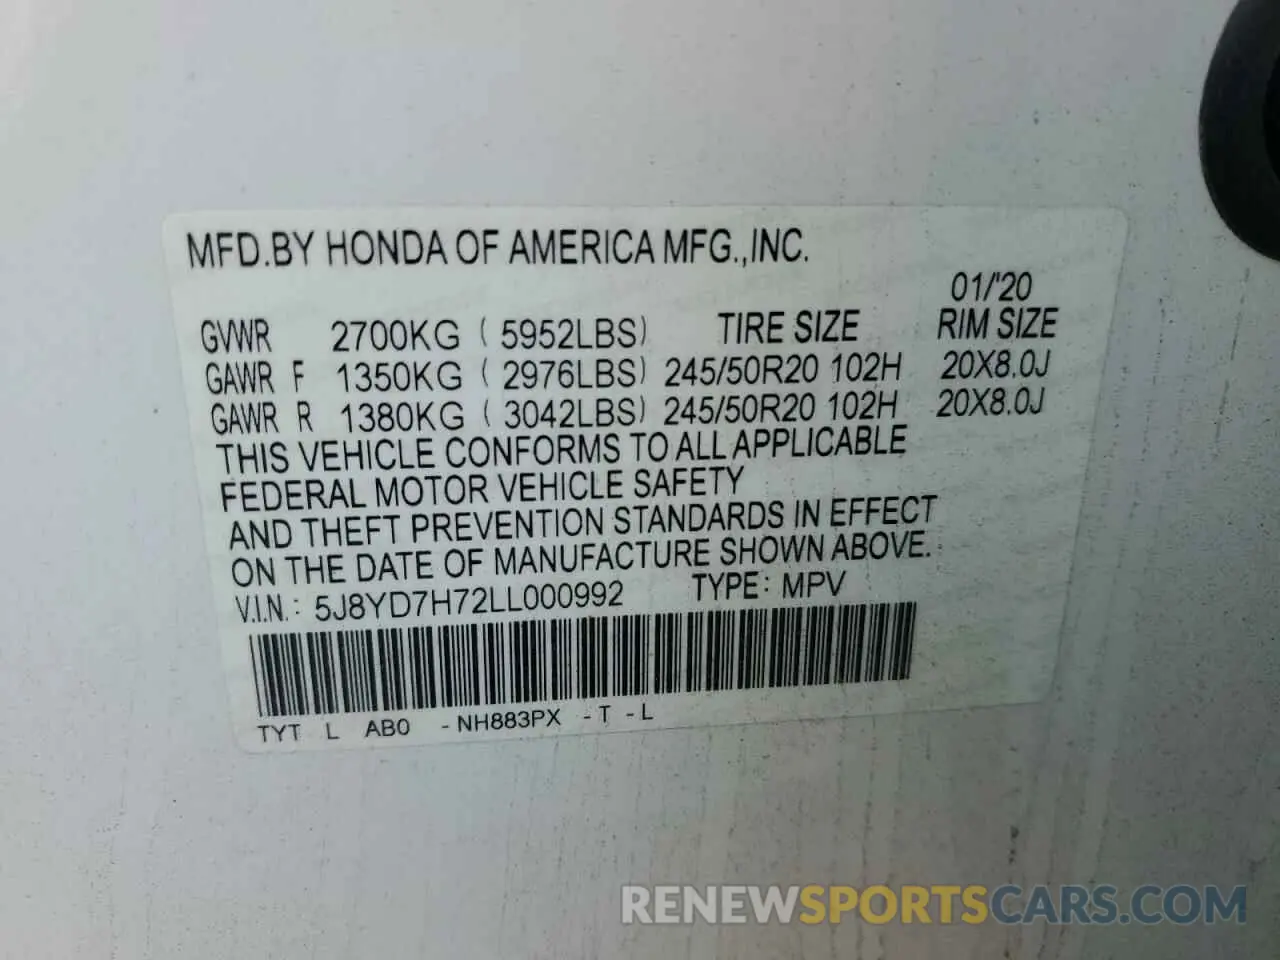 MFD.BY HONDA OF AMERICA MFG.,INC.
01/'20
GVWR 2700KG ( 5952LBS) TIRE SIZE RIM SIZE
GAWR F 1350KG ( 2976LBS) 245/50R20 102H 20X8.0J
GAWR R 1380KG ( 3042LBS) 245/50R20 102H 20X8.0J
THIS VEHICLE CONFORMS TO ALL APPLICABLE
FEDERAL MOTOR VEHICLE SAFETY
AND THEFT PREVENTION STANDARDS IN EFFECT
ON THE DATE OF MANUFACTURE SHOWN ABOVE.
V.I.N.: 5J8YD7H72LL000992 TYPE: MPV
TYT L AB0 -NH883PX -T -L
RENEWSPORTSCARS.COM